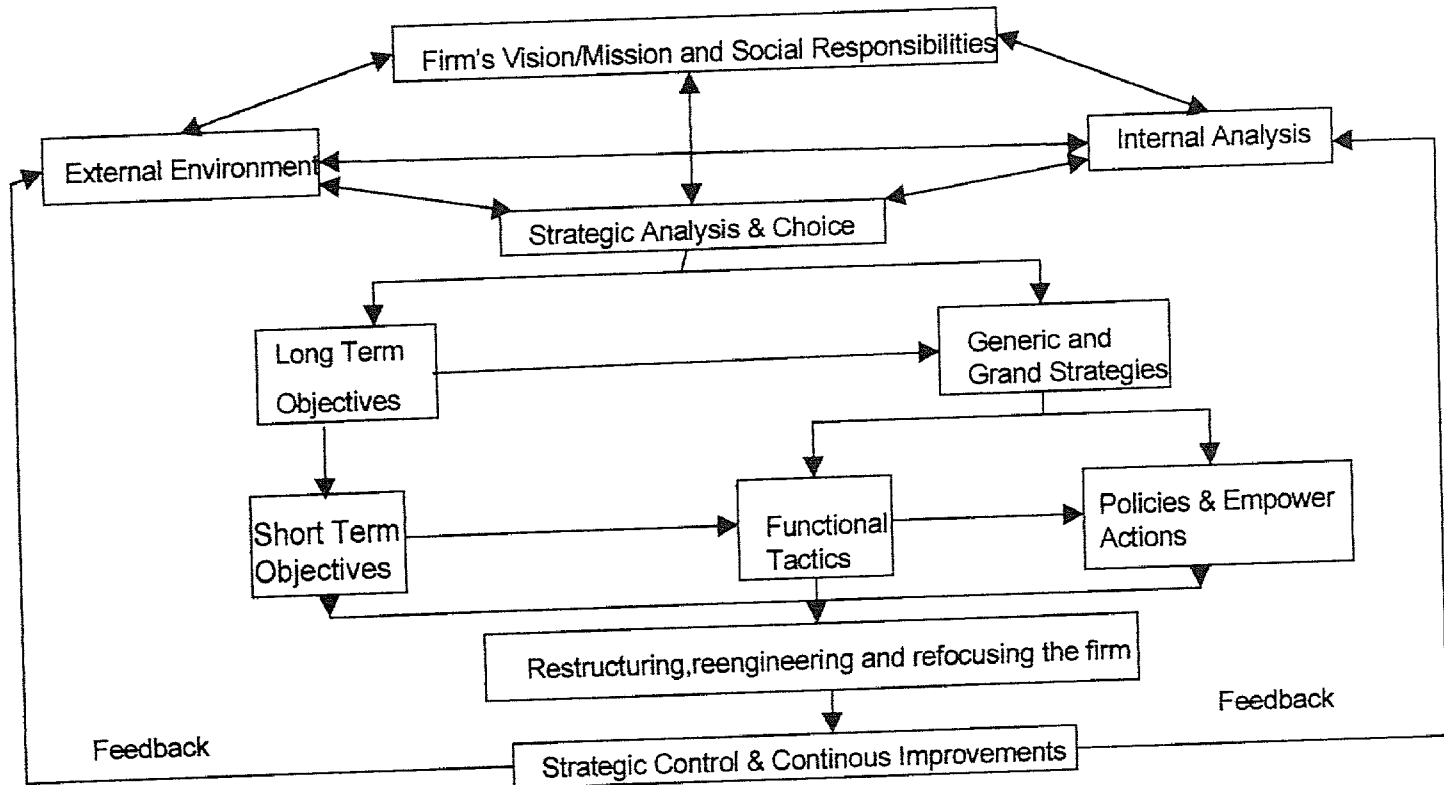 Firm's Vision/Mission and Social Responsibilities
External Environment
Internal Analysis
Strategic Analysis & Choice
Long Term
Objectives
Generic and
Grand Strategies
Short Term
Objectives
Functional
Tactics
Policies & Empower
Actions
Restructuring,reengineering and refocusing the firm
Feedback
Feedback
Strategic Control & Continous Improvements